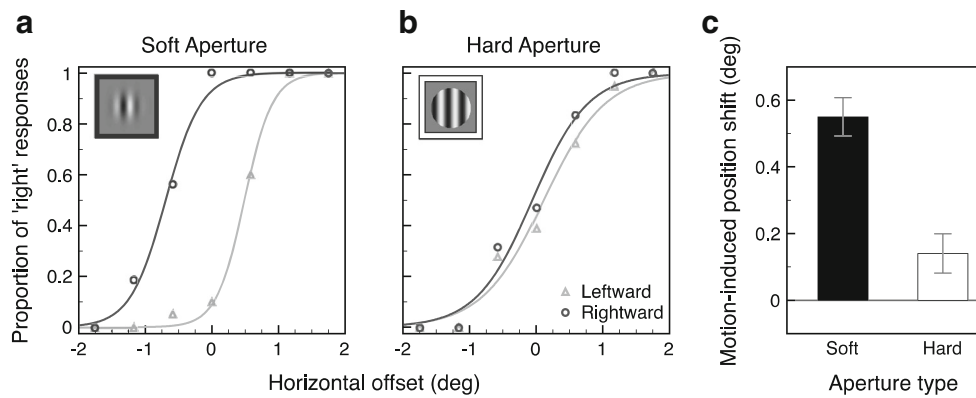 a
Soft Aperture
Proportion of 'right' responses
1
0.8
0.6
0.4
0.2
0
-2
-1
0
1
2
b
Hard Aperture
Leftward
Rightward
-2
-1
0
1
2
Horizontal offset (deg)
c
Motion-induced position shift (deg)
0.6
0.4
0.2
0
Soft
Hard
Aperture type